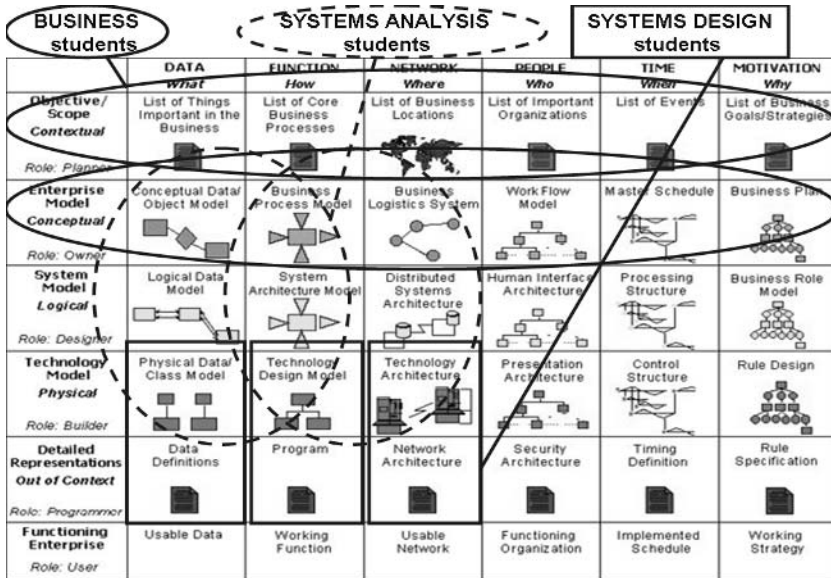 BUSINESS
students
SYSTEMS ANALYSIS
students
SYSTEMS DESIGN
students
DATA
What
FUNCTION
How
NETWORK
Where
PEOPLE
Who
TIME
When
MOTIVATION
Why
Objective/
Scope
Contextual
Role: Planner
List of Things
Important in the
Business
List of Core
Business
Processes
List of Business
Locations
List of Important
Organizations
List of Events
List of Business
Goals/Strategies
Enterprise
Model
Conceptual
Role: Owner
Conceptual Data/
Object Model
Business
Process Model
Business
Logistics System
Work Flow
Model
Master Schedule
Business Plan
System
Model
Logical
Role: Designer
Logical Data
Model
System
Architecture Model
Distributed
Systems
Architecture
Human Interface
Architecture
Processing
Structure
Business Role
Model
Technology
Model
Physical
Role: Builder
Physical Data/
Class Model
Technology
Design Model
Technology
Architecture
Presentation
Architecture
Control
Structure
Rule Design
Detailed
Representations
Out of Context
Role: Programmer
Data
Definitions
Program
Network
Architecture
Security
Architecture
Timing
Definition
Rule
Specification
Functioning
Enterprise
Role: User
Usable Data
Working
Function
Usable
Network
Functioning
Organization
Implemented
Schedule
Working
Strategy